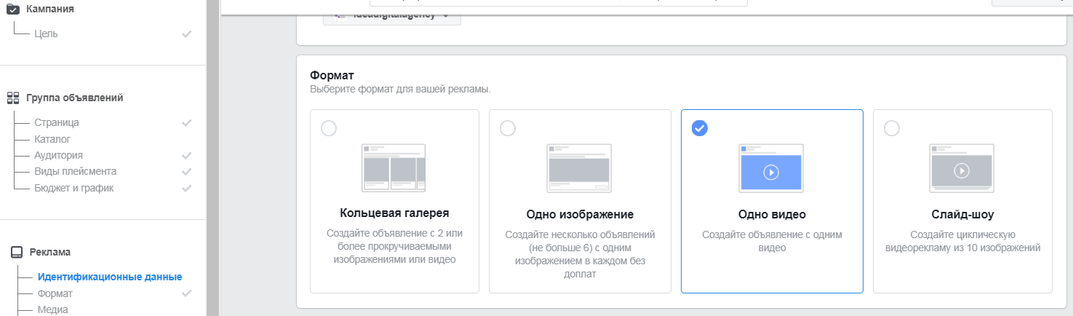 Кампания
Цель
Группа объявлений
Страница
Каталог
Аудитория
Виды плейсмента
Бюджет и график
Реклама
Идентификационные данные
Формат
Медиа
Формат
Выберите формат для вашей рекламы.
Кольцевая галерея
Создайте объявление с 2 или
более прокручиваемыми
изображениями или видео
Одно изображение
Создайте несколько объявлений
(не больше 6) с одним
изображением в каждом без
доплат
Одно видео
Создайте объявление с одним
видео
Слайд-шоу
Создайте циклическую
видеорекламу из 10 изображений